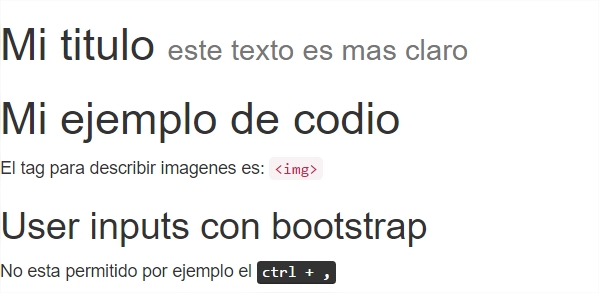 Mi titulo este texto es mas claro
Mi ejemplo de codio
El tag para describir imagenes es: <img>
User inputs con bootstrap
No esta permitido por ejemplo el ctrl + ,